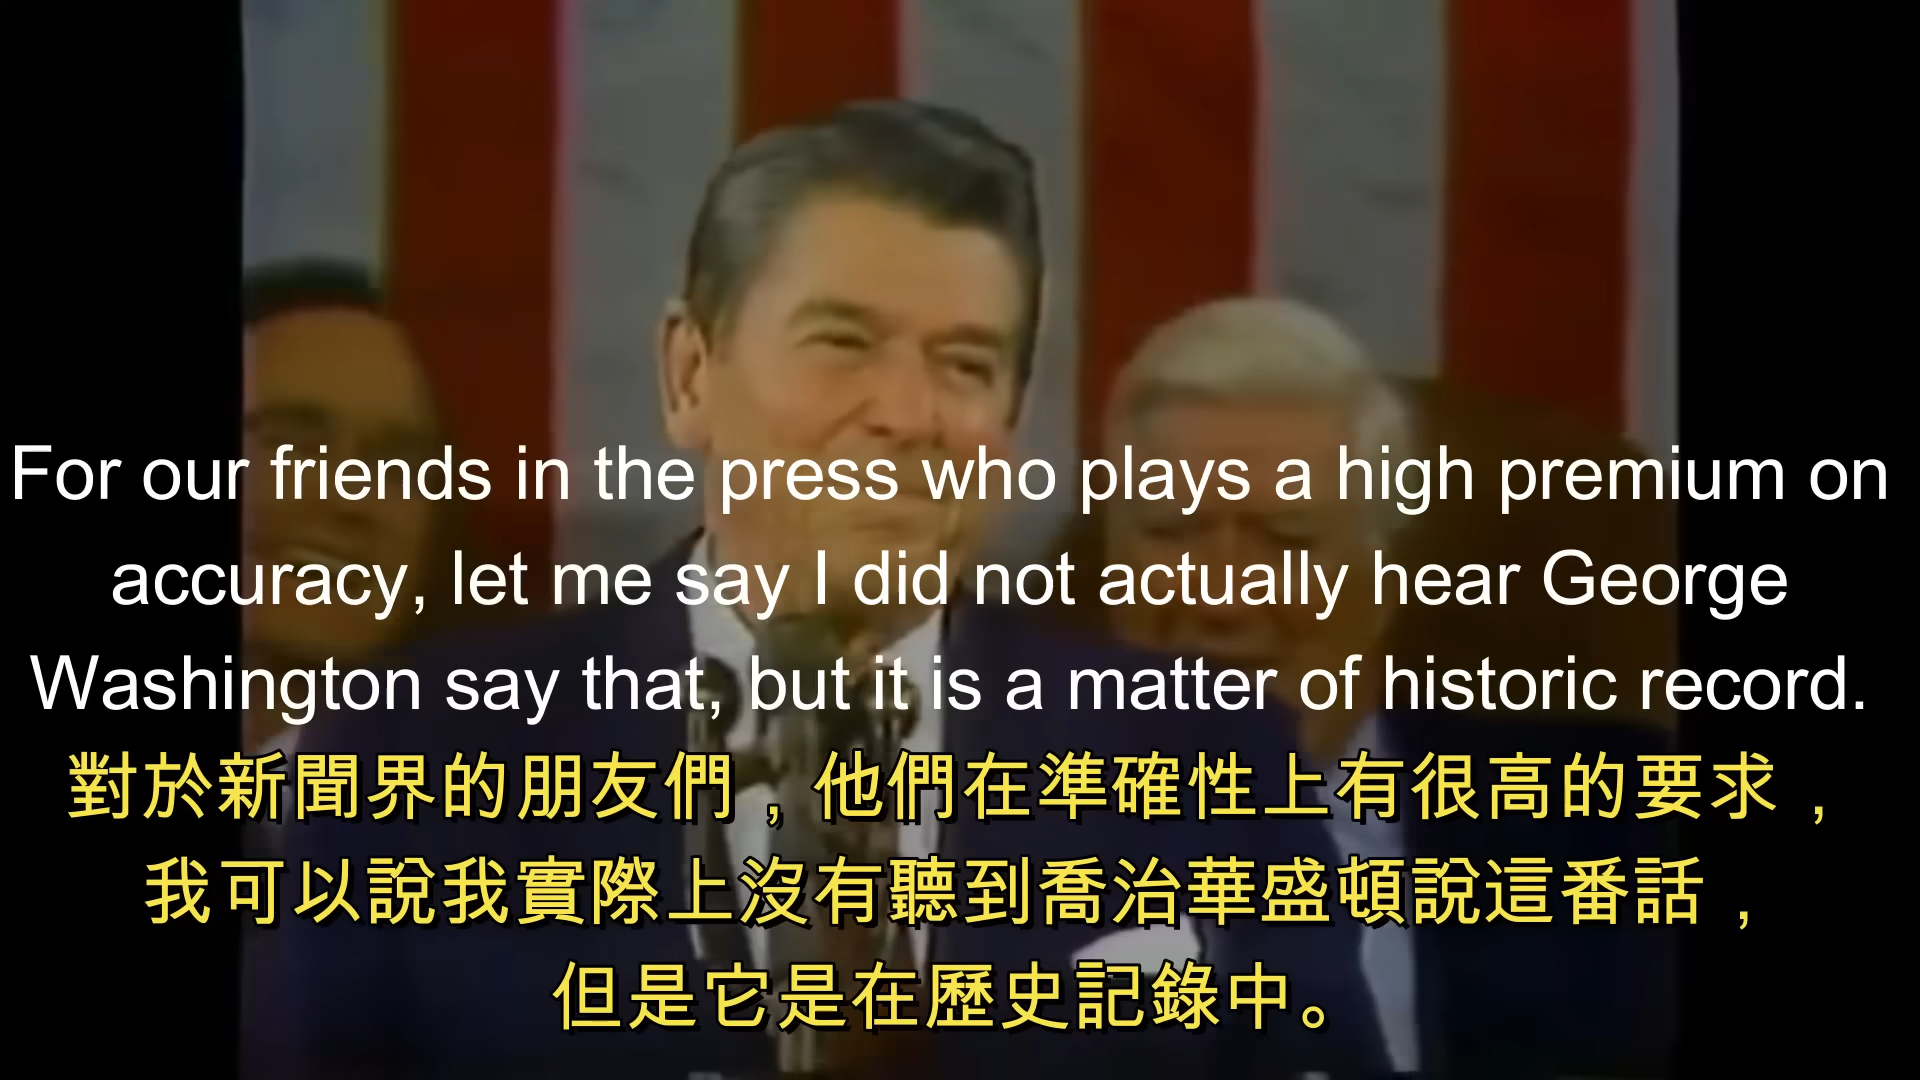 For our friends in the press who plays a high premium on
accuracy, let me say I did not actually hear George
Washington say that, but it is a matter of historic record.
對於新聞界的朋友們，他們在準確性上有很高的要求，
我可以說我實際上沒有聽到喬治華盛頓說這番話，
但是它是在歷史記錄中。